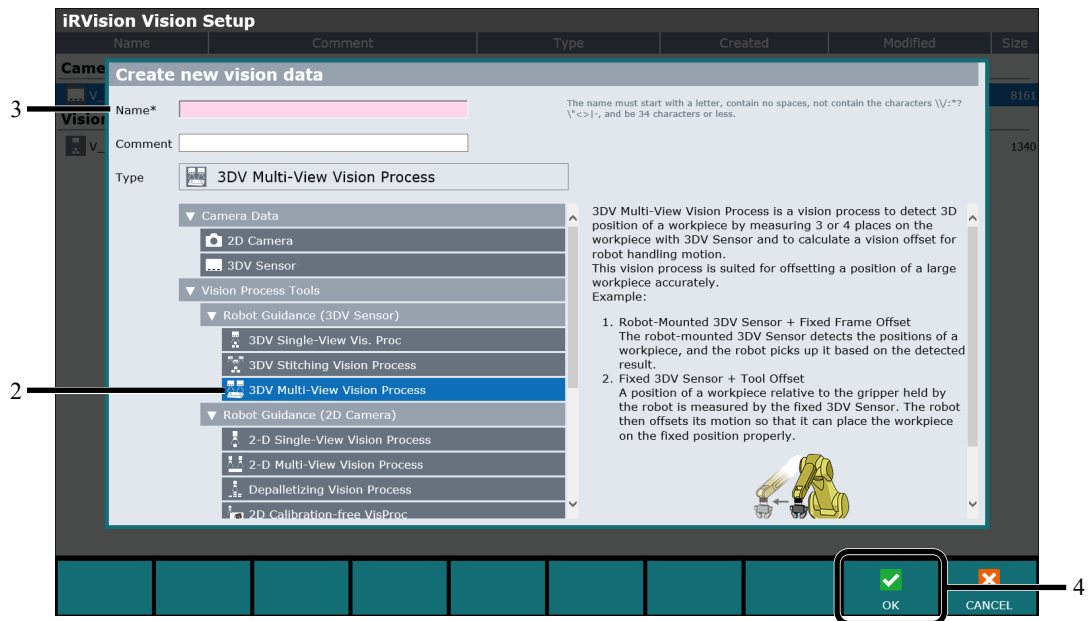 iRVision Vision Setup
Name Comment Type Created Modified Size
Came
Create new vision data
V_ 8161
3
Name*
The name must start with a letter, contain no spaces, not contain the characters \\/:*?
\"<>|-, and be 34 characters or less.
Vision
Comment
V_ 1340
Type 3DV Multi-View Vision Process
▼ Camera Data
2D Camera
3DV Sensor
▼ Vision Process Tools
▼ Robot Guidance (3DV Sensor)
3DV Single-View Vis. Proc
3DV Stitching Vision Process
2
3DV Multi-View Vision Process
▼ Robot Guidance (2D Camera)
2-D Single-View Vision Process
2-D Multi-View Vision Process
Depalletizing Vision Process
2D Calibration-free VisProc
3DV Multi-View Vision Process is a vision process to detect 3D
position of a workpiece by measuring 3 or 4 places on the
workpiece with 3DV Sensor and to calculate a vision offset for
robot handling motion.
This vision process is suited for offsetting a position of a large
workpiece accurately.
Example:
1. Robot-Mounted 3DV Sensor + Fixed Frame Offset
The robot-mounted 3DV Sensor detects the positions of a
workpiece, and the robot picks up it based on the detected
result.
2. Fixed 3DV Sensor + Tool Offset
A position of a workpiece relative to the gripper held by
the robot is measured by the fixed 3DV Sensor. The robot
then offsets its motion so that it can place the workpiece
on the fixed position properly.
4
OK CANCEL